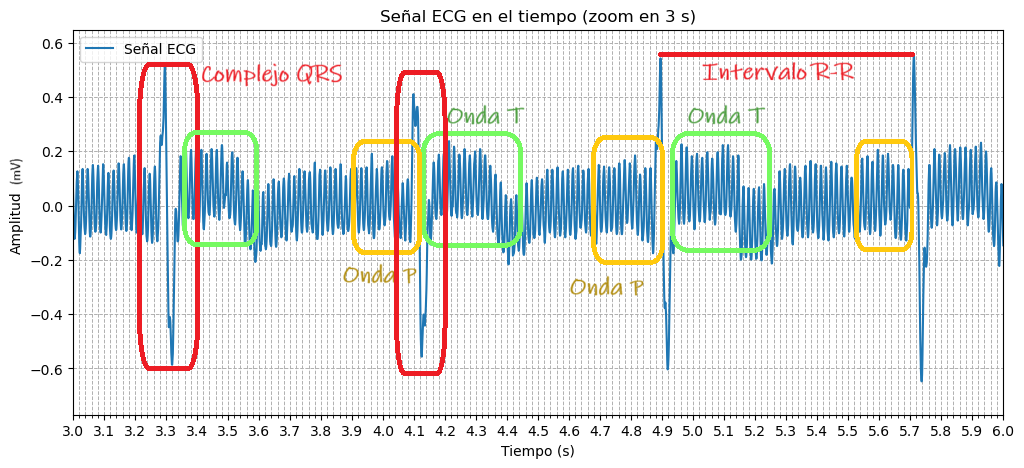 Señal ECG en el tiempo (zoom en 3 s)
Señal ECG
Complejo QRS
Intervalo R-R
Onda T
Onda T
Onda P
Onda P
Amplitud (mV)
0.6
0.4
0.2
0.0
−0.2
−0.4
−0.6
3.0 3.1 3.2 3.3 3.4 3.5 3.6 3.7 3.8 3.9 4.0 4.1 4.2 4.3 4.4 4.5 4.6 4.7 4.8 4.9 5.0 5.1 5.2 5.3 5.4 5.5 5.6 5.7 5.8 5.9 6.0
Tiempo (s)